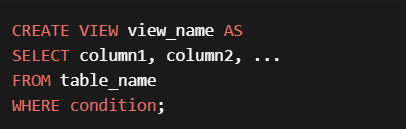 CREATE VIEW view_name AS
SELECT column1, column2, ...
FROM table_name
WHERE condition;